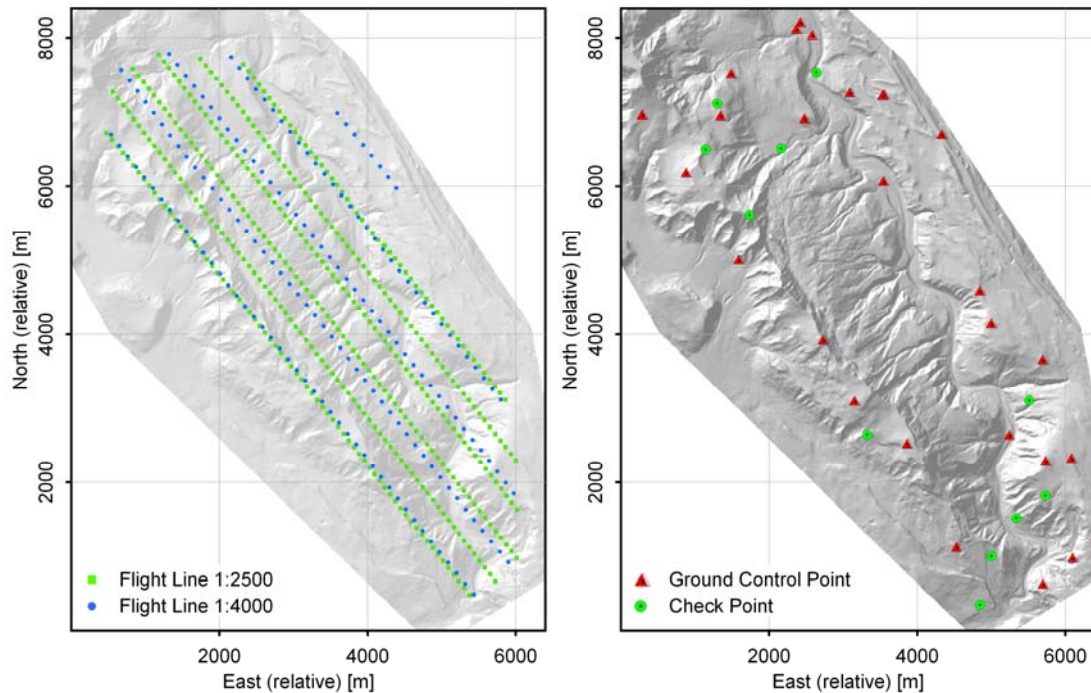 8000
6000
4000
2000
North (relative) [m]
Flight Line 1:2500
Flight Line 1:4000
2000 4000 6000
East (relative) [m]
8000
6000
4000
2000
North (relative) [m]
Ground Control Point
Check Point
2000 4000 6000
East (relative) [m]